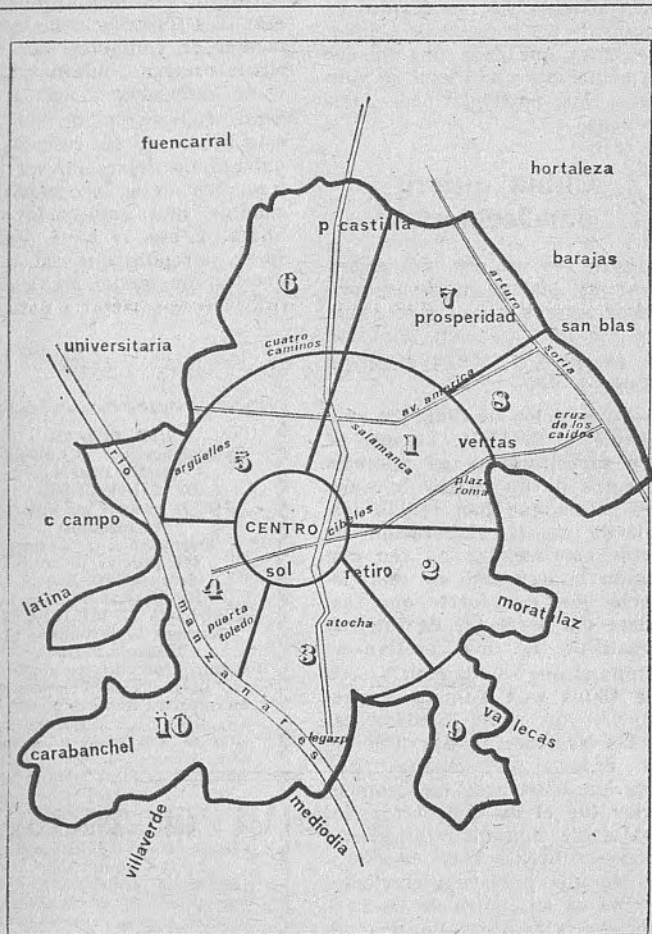 fuencarral
hortaleza
p castilla
barajas
6
7
arturo
prosperidad
san blas
universitaria
cuatro
caminos
soria
av. américa
8
cruz
de los
caidos
1
salamanca
ventas
argüelles
5
plaza
roma
rio
CENTRO
cibeles
c campo
sol
retiro
2
latina
4
puerta
toledo
moratalaz
manzanares
atocha
3
vallecas
9
10
legazpi
carabanchel
villaverde
mediodia